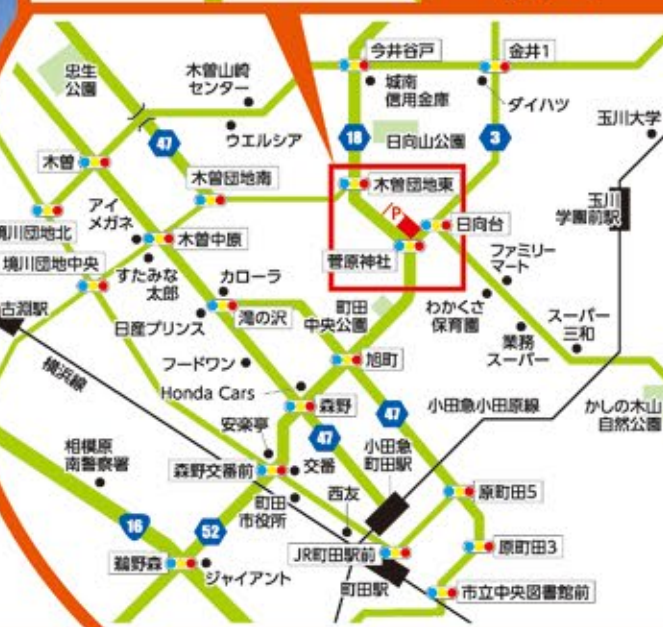 今井谷戸
金井1
忠生
公園
木曽山崎
センター
城南
信用金庫
ダイハツ
玉川大学
ウエルシア
18
日向山公園
3
47
木曽
木曽団地南
木曽団地東
玉川
学園前駅
アイ
メガネ
P
日向台
境川団地北
木曽中原
菅原神社
ファミリー
マート
境川団地中央
すたみな
太郎
カローラ
わかくさ
保育園
スーパー
三和
古淵駅
日産プリンス
滝の沢
町田
中央公園
業務
スーパー
横浜線
フードワン
旭町
Honda Cars
森野
47
小田急小田原線
かしの木山
自然公園
安楽亭
47
小田急
町田駅
相模原
南警察署
森野交番前
交番
西友
原町田5
町田
市役所
16
52
JR町田駅前
原町田3
鵜野森
ジャイアント
町田駅
市立中央図書館前